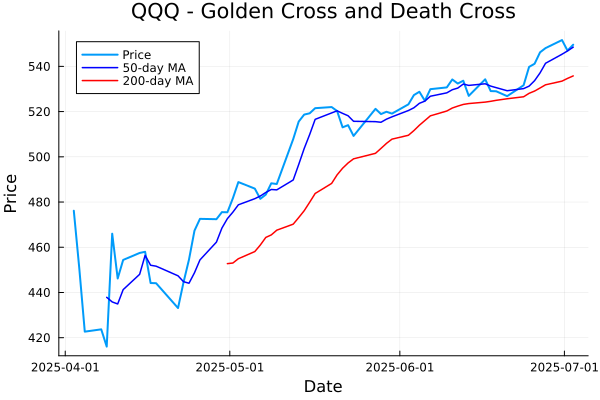 QQQ - Golden Cross and Death Cross
Price
50-day MA
200-day MA
Price
540
520
500
480
460
440
420
2025-04-01
2025-05-01
2025-06-01
2025-07-01
Date